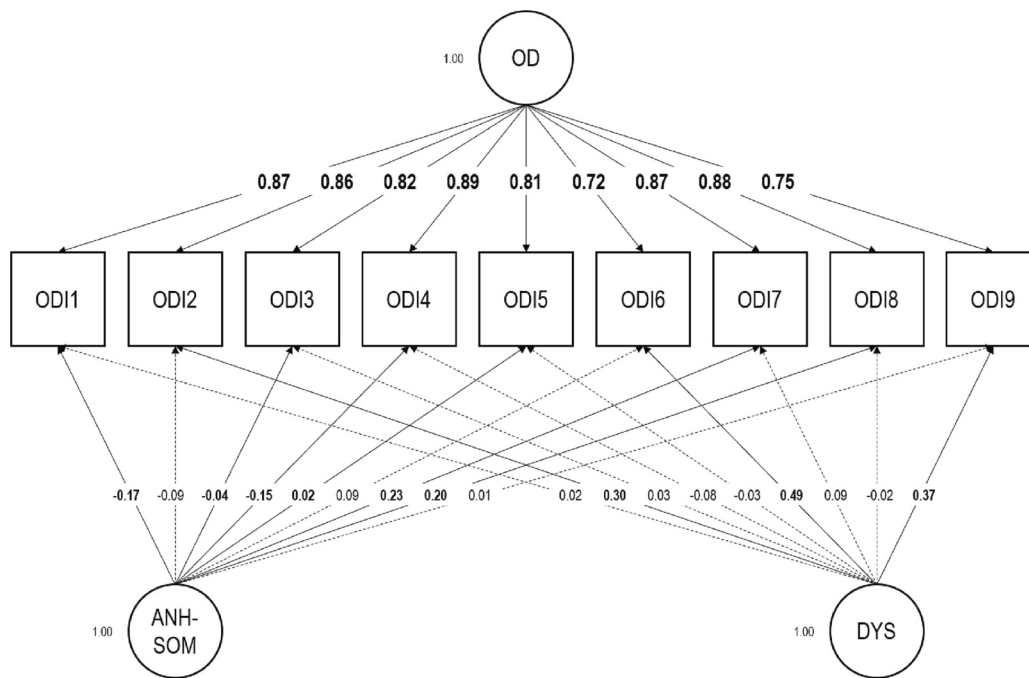 1.00 OD
0.87 0.86 0.82 0.89 0.81 0.72 0.87 0.88 0.75
ODI1 ODI2 ODI3 ODI4 ODI5 ODI6 ODI7 ODI8 ODI9
-0.17 -0.09 -0.04 -0.15 0.02 0.09 0.23 0.20 0.01 0.02 0.30 0.03 -0.08 -0.03 0.49 0.09 -0.02 0.37
1.00 ANH-
SOM
1.00 DYS